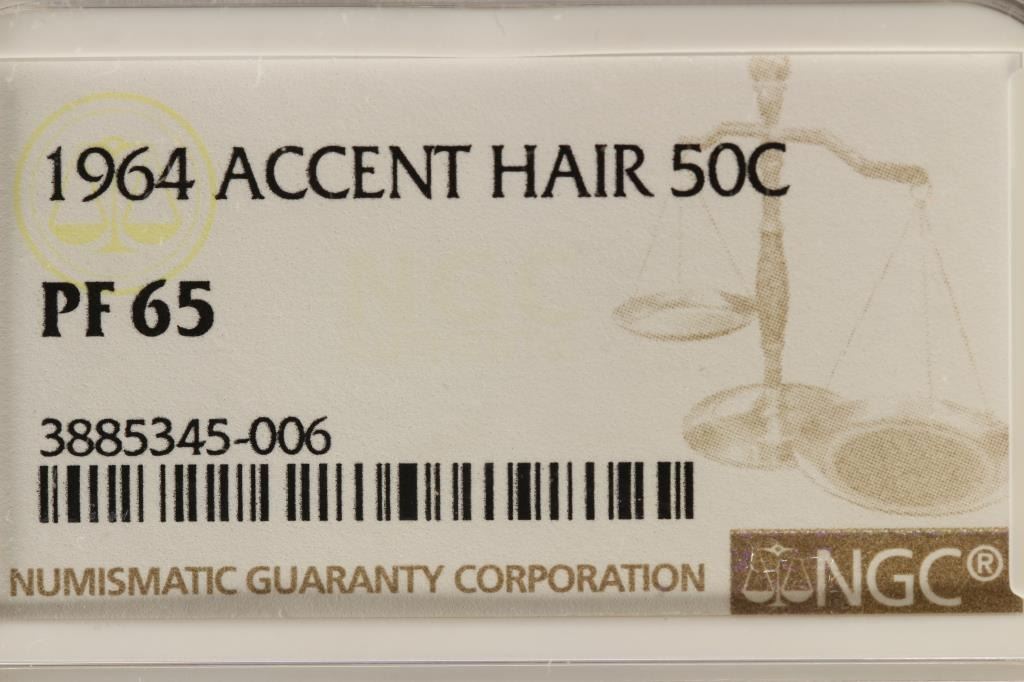 1964 ACCENT HAIR 50C
PF 65
3885345-006
NUMISMATIC GUARANTY CORPORATION
NGC®